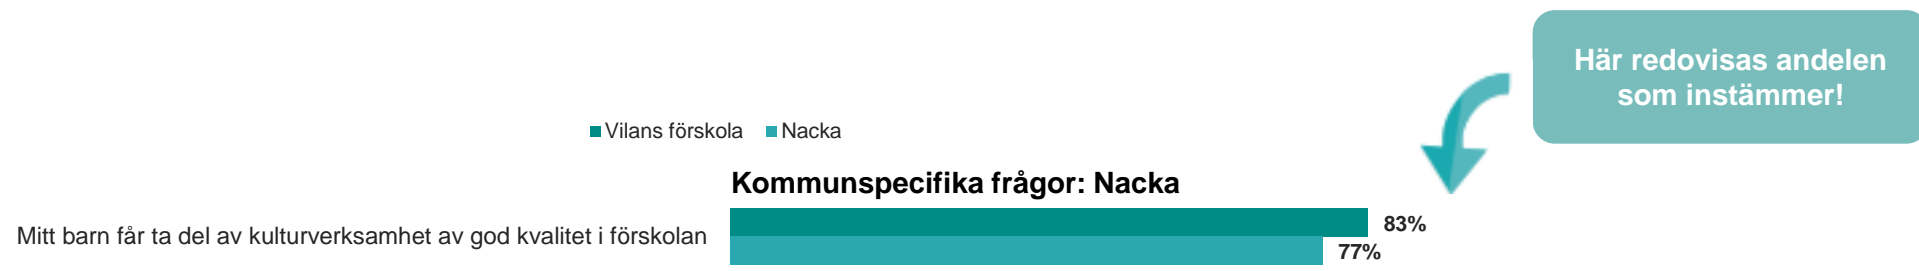 Här redovisas andelen
som instämmer!
Vilans förskola Nacka
Kommunspecifika frågor: Nacka
Mitt barn får ta del av kulturverksamhet av god kvalitet i förskolan
83%
77%